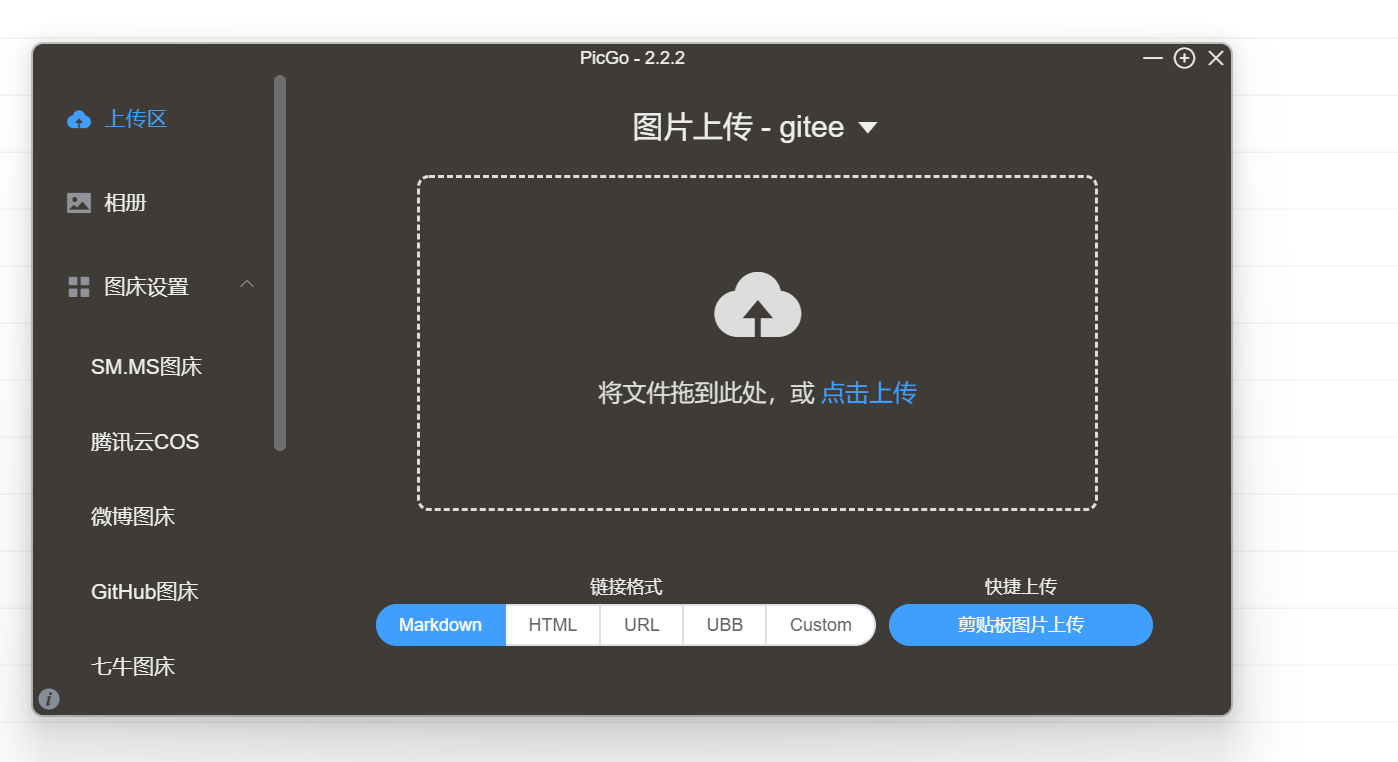 PicGo - 2.2.2
上传区
相册
图床设置
SM.MS图床
腾讯云COS
微博图床
GitHub图床
七牛图床
图片上传 - gitee
将文件拖到此处，或 点击上传
链接格式
快捷上传
Markdown HTML URL UBB Custom
剪贴板图片上传